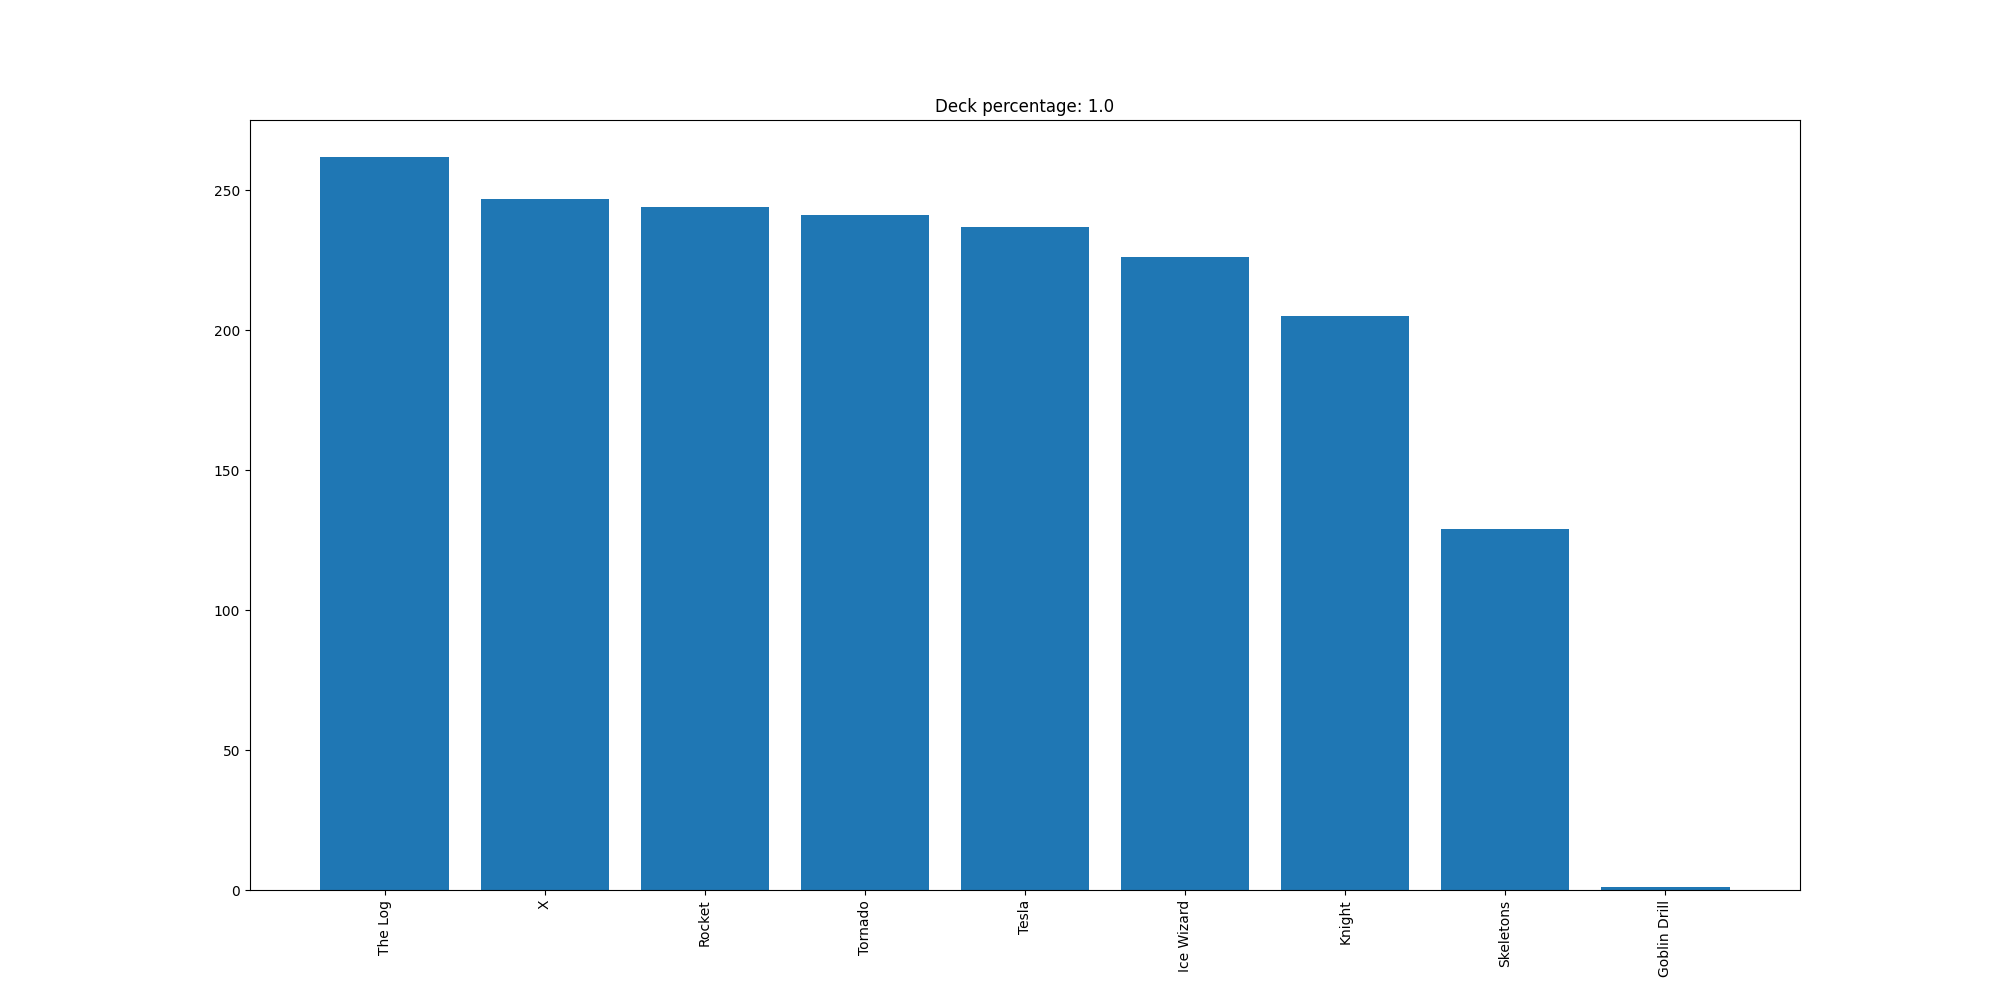 Deck percentage: 1.0
250
200
150
100
50
0
The Log
X
Rocket
Tornado
Tesla
Ice Wizard
Knight
Skeletons
Goblin Drill